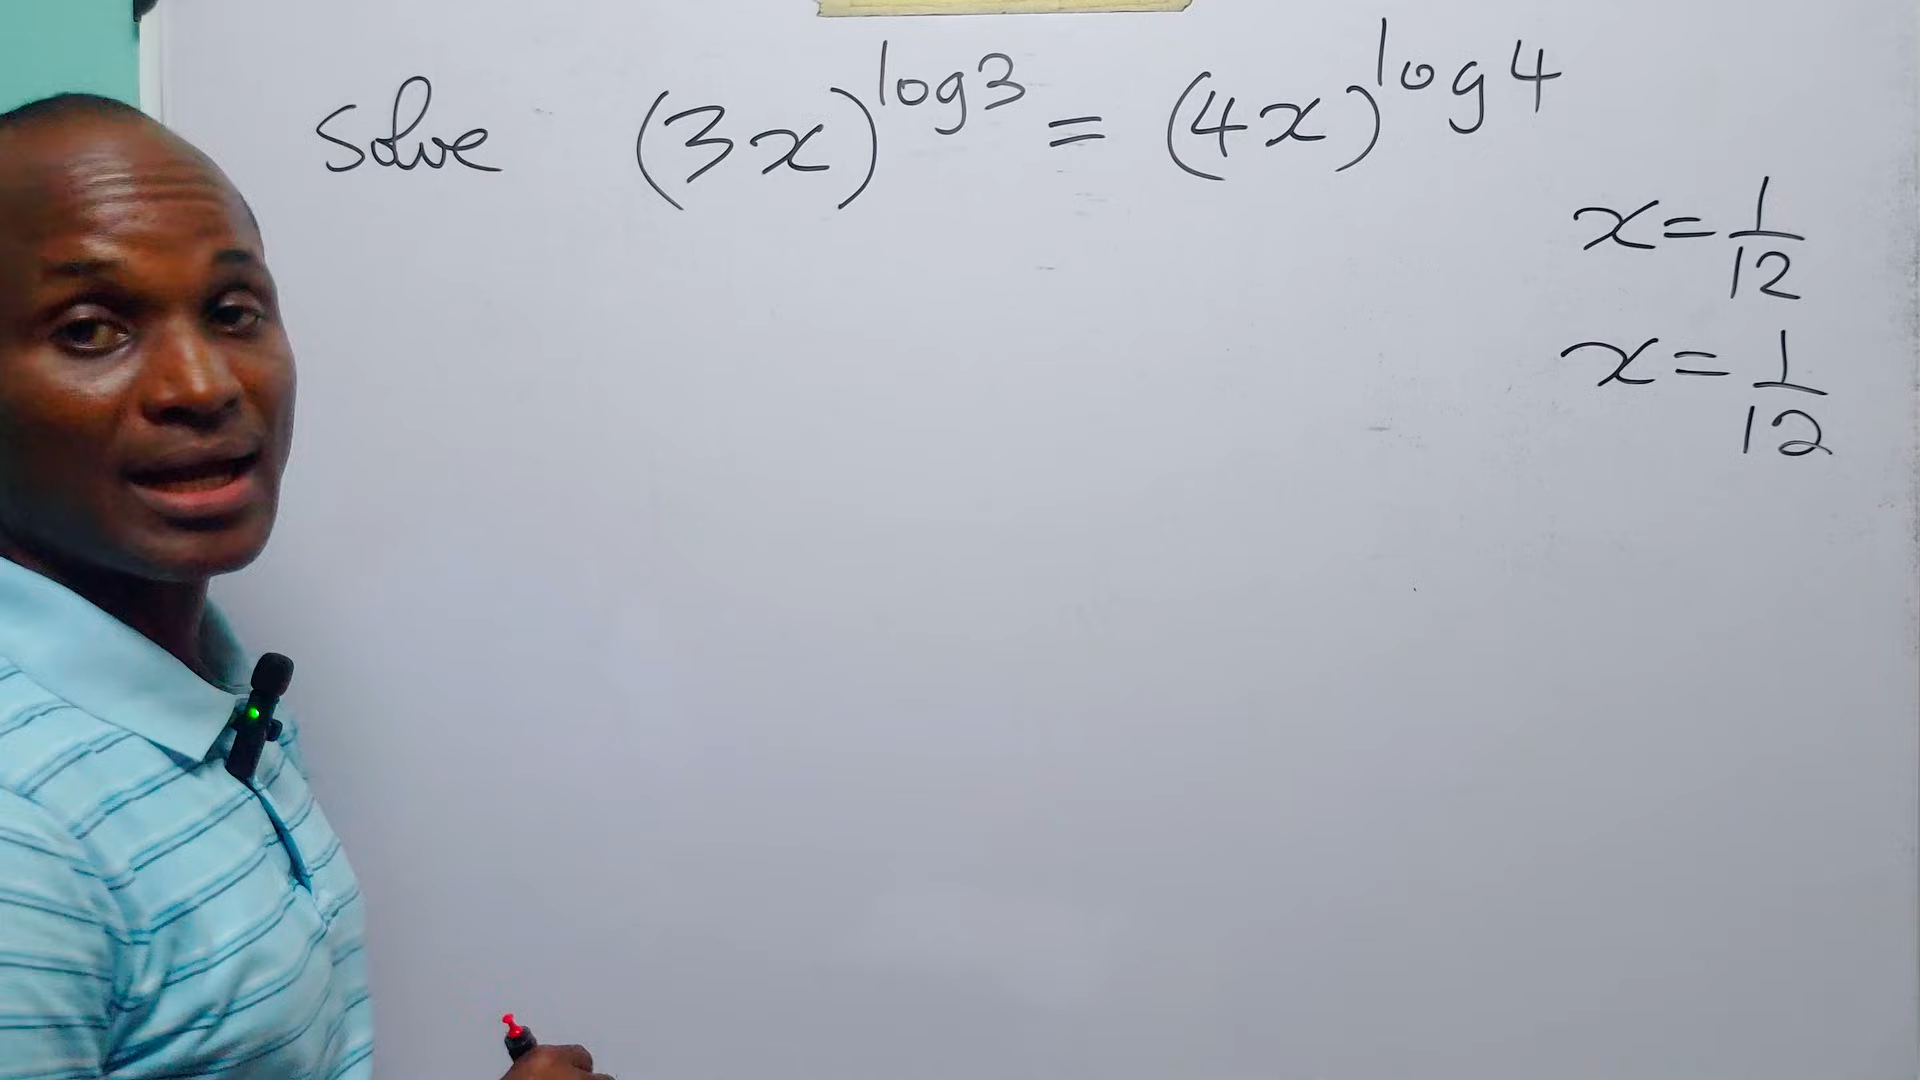 Solve (3x)^log3 = (4x)^log4
x = 1/12
x = 1/12